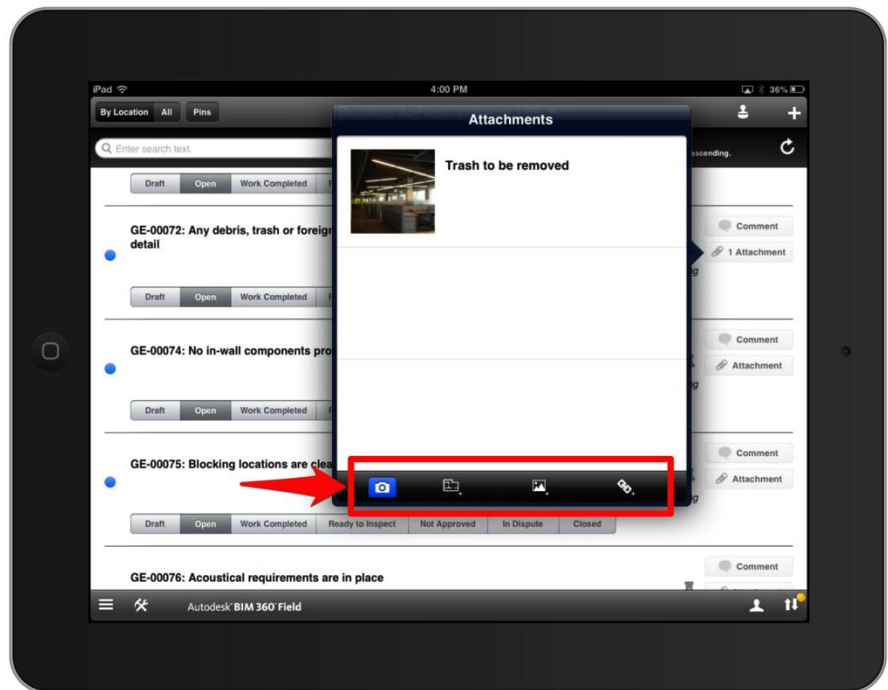 iPad 4:00 PM 36%
By Location All Pins
Attachments
Enter search text.
ascending.
Trash to be removed
Draft Open Work Completed
GE-00072: Any debris, trash or foreign
detail
Comment
1 Attachment
Draft Open Work Completed
GE-00074: No in-wall components
Comment
Attachment
Draft Open Work Completed
GE-00075: Blocking locations are
Comment
Attachment
Draft Open Work Completed Ready to Inspect Not Approved In Dispute Closed
GE-00076: Acoustical requirements are in place
Comment
Autodesk BIM 360 Field